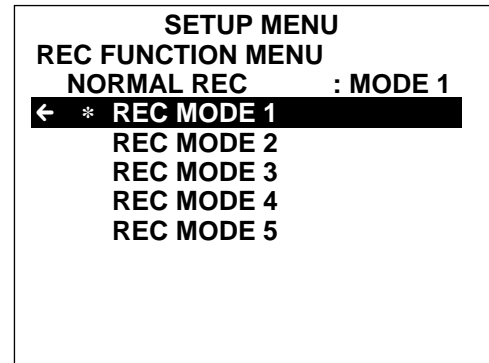 SETUP MENU
REC FUNCTION MENU
NORMAL REC : MODE 1
← * REC MODE 1
REC MODE 2
REC MODE 3
REC MODE 4
REC MODE 5